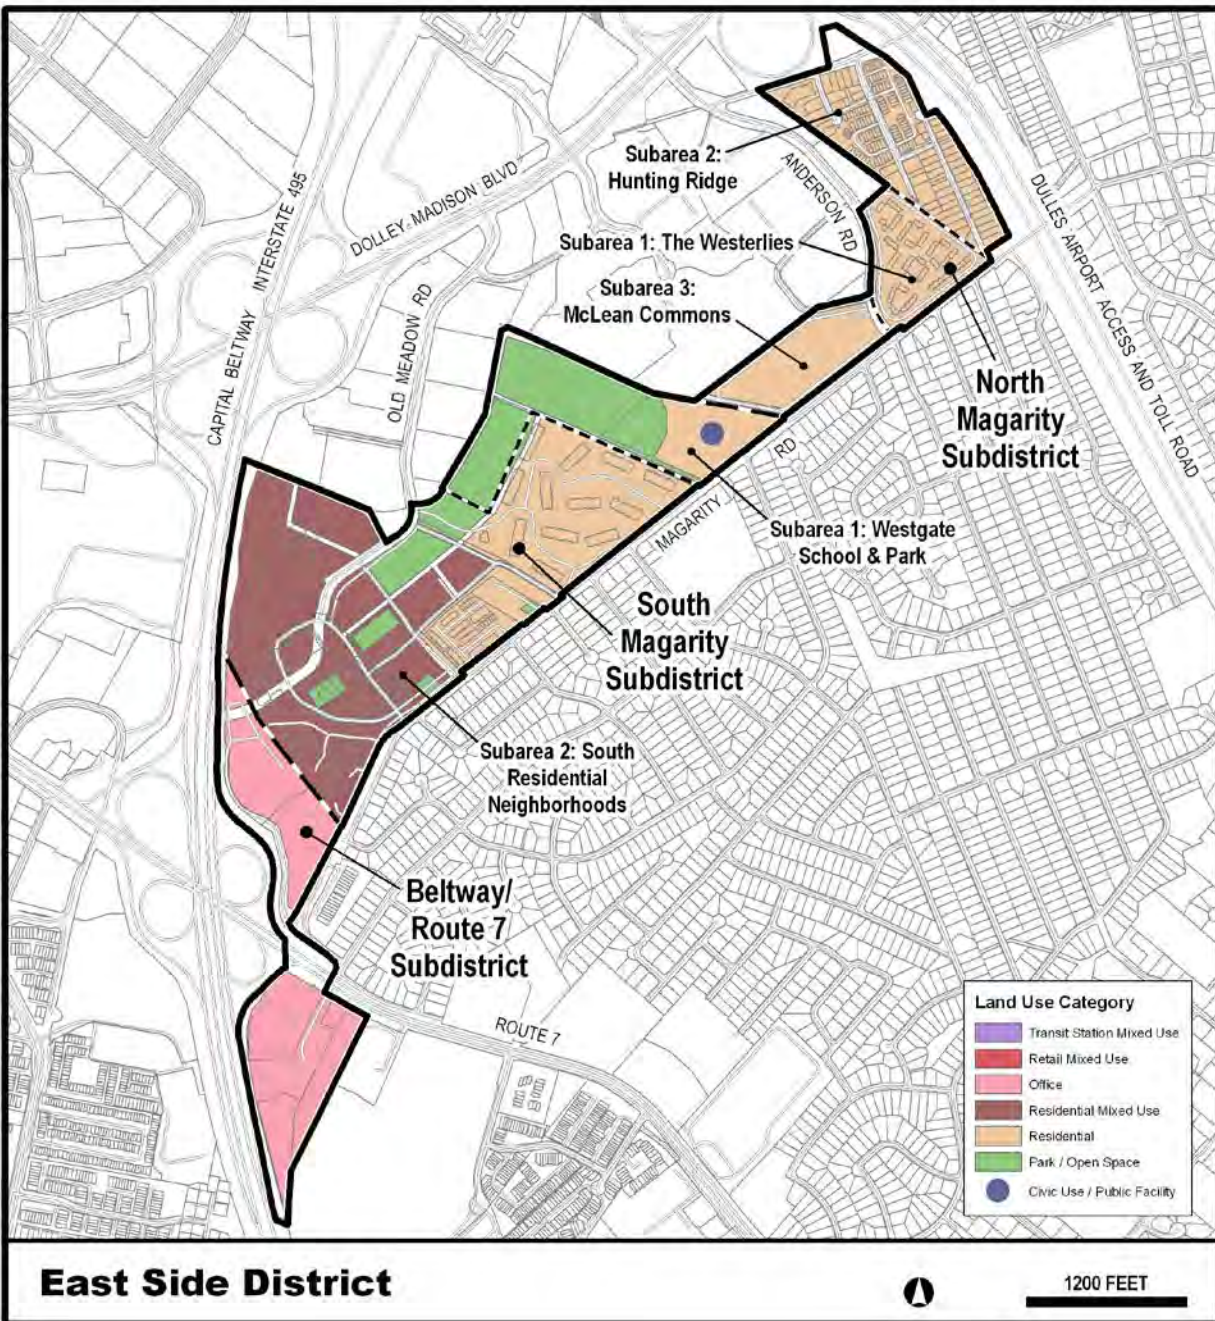 Subarea 2:
Hunting Ridge
ANDERSON RD
DULLES AIRPORT ACCESS AND TOLL ROAD
CAPITAL BELTWAY INTERSTATE 495
DOLLEY MADISON BLVD
Subarea 1: The Westerlies
Subarea 3:
McLean Commons
OLD MEADOW RD
North
Magarity
Subdistrict
MAGARITY RD
Subarea 1: Westgate
School & Park
South
Magarity
Subdistrict
Subarea 2: South
Residential
Neighborhoods
Beltway/
Route 7
Subdistrict
ROUTE 7
Land Use Category
Transit Station Mixed Use
Retail Mixed Use
Office
Residential Mixed Use
Residential
Park / Open Space
Civic Use / Public Facility
East Side District
1200 FEET